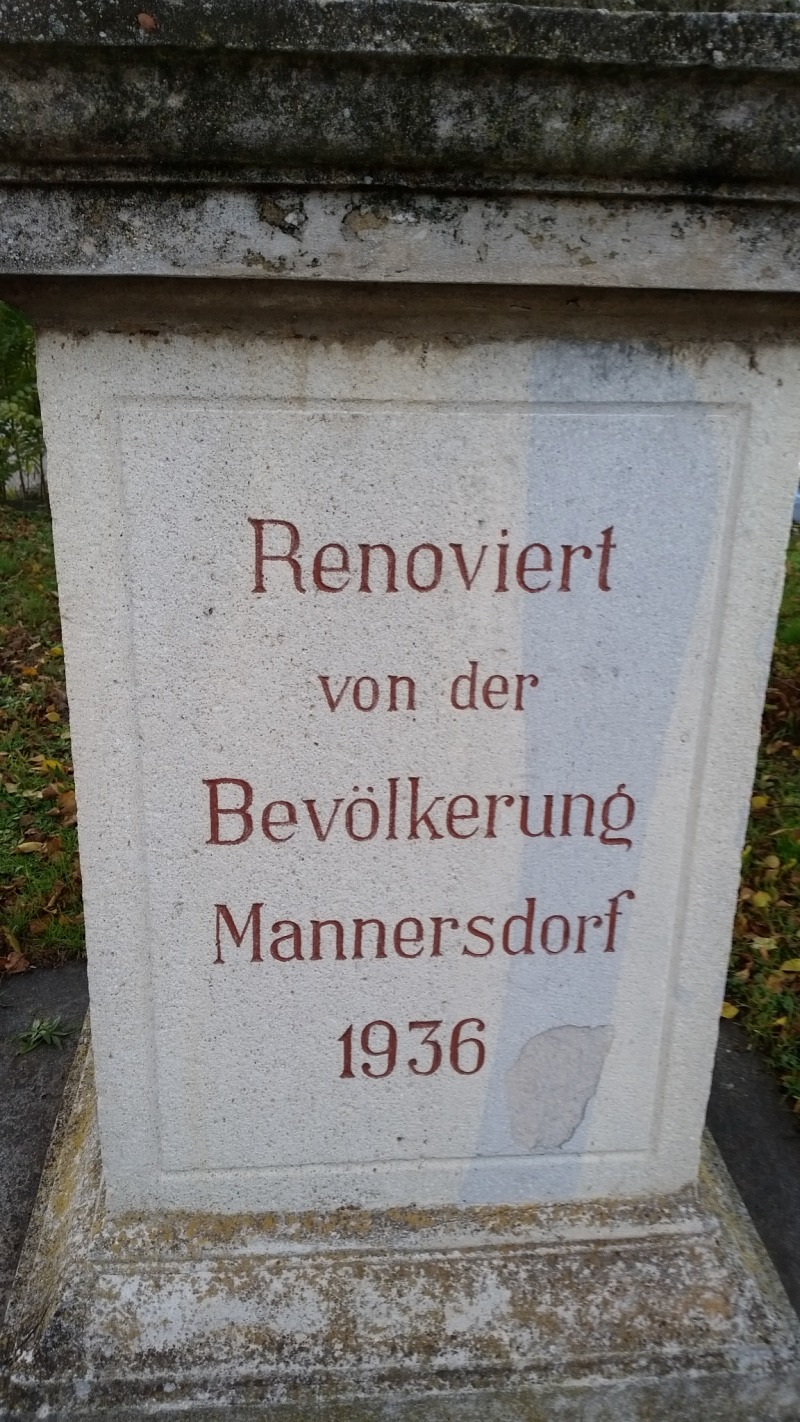 Renoviert
von der
Bevölkerung
Mannersdorf
1936